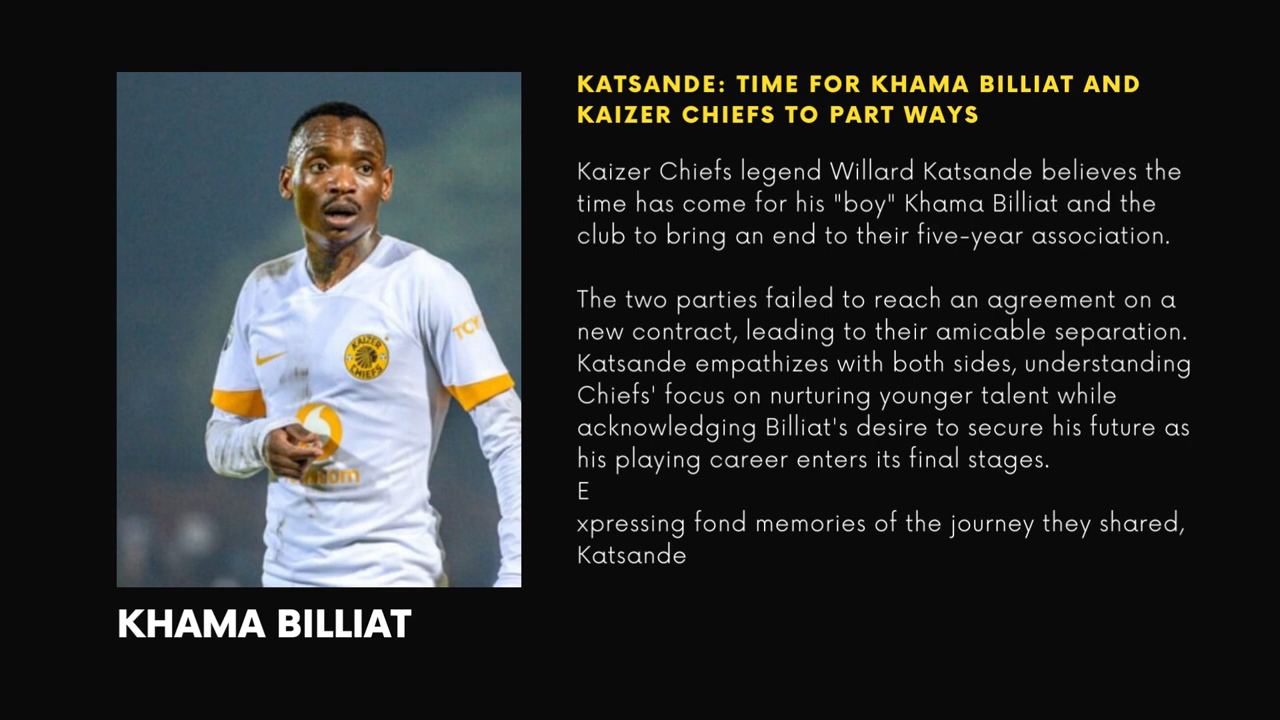 KATSANDE: TIME FOR KHAMA BILLIAT AND
KAIZER CHIEFS TO PART WAYS
Kaizer Chiefs legend Willard Katsande believes the
time has come for his "boy" Khama Billiat and the
club to bring an end to their five-year association.
The two parties failed to reach an agreement on a
new contract, leading to their amicable separation.
Katsande empathizes with both sides, understanding
Chiefs' focus on nurturing younger talent while
acknowledging Billiat's desire to secure his future as
his playing career enters its final stages.
E
xpressing fond memories of the journey they shared,
Katsande
TCY
KAIZER
CHIEFS
KHAMA BILLIAT